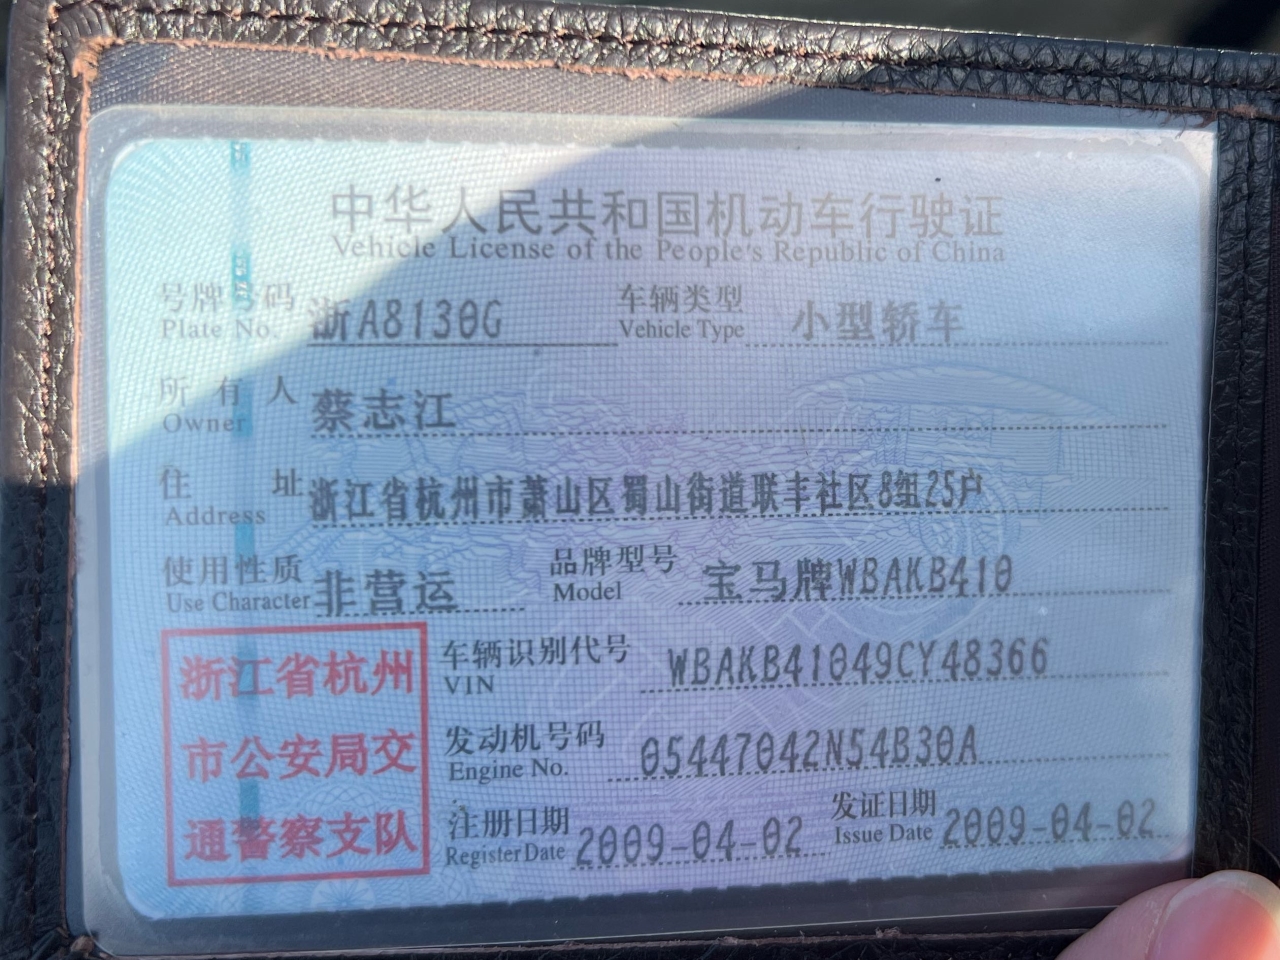 中华人民共和国机动车行驶证
Vehicle License of the People's Republic of China
号牌号码 浙A8130G 车辆类型 小型轿车
Plate No. Vehicle Type
所有人 蔡志江
Owner
住址 浙江省杭州市萧山区蜀山街道联丰社区8组25户
Address
使用性质 非营运 品牌型号 宝马牌WBAKB410
Use Character Model
车辆识别代号 WBAKB41049CY48366
VIN
发动机号码 05447042N54B30A
Engine No.
注册日期 2009-04-02 发证日期 2009-04-02
Register Date Issue Date
浙江省杭州
市公安局交
通警察支队